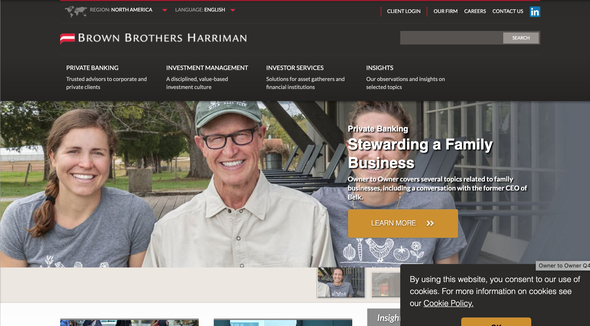 REGION: NORTH AMERICA
LANGUAGE: ENGLISH
CLIENT LOGIN
OUR FIRM
CAREERS
CONTACT US
in
BROWN BROTHERS HARRIMAN
SEARCH
PRIVATE BANKING
Trusted advisors to corporate and
private clients
INVESTMENT MANAGEMENT
A disciplined, value-based
investment culture
INVESTOR SERVICES
Solutions for asset gatherers and
financial institutions
INSIGHTS
Our observations and insights on
selected topics
Private Banking
Stewarding a Family
Business
Owner to Owner covers several topics related to family
businesses, including a conversation with the former CEO of
Belk.
LEARN MORE
Owner to Owner Q4
By using this website, you consent to our use of
cookies. For more information on cookies see
our Cookie Policy.
OK
Insigh